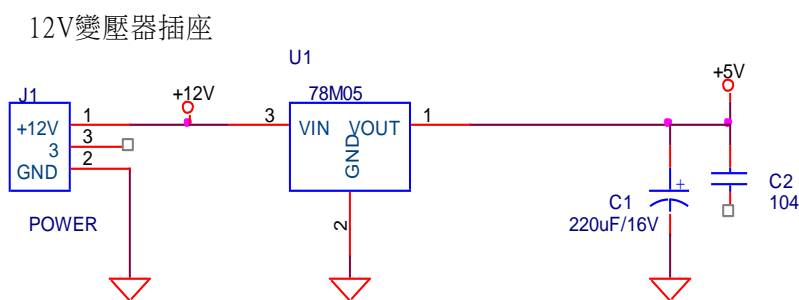 12V變壓器插座
U1
J1
+12V
78M05
+5V
+12V
1
3
VIN
VOUT
1
3
3
GND
2
GND
2
POWER
C1
220uF/16V
+
C2
104